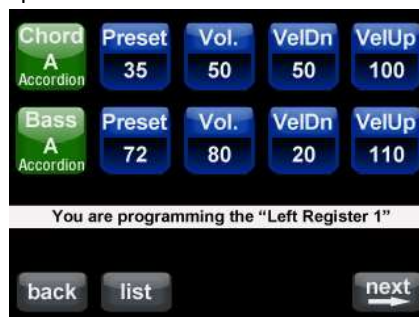 Chord Preset Vol. VelDn VelUp
A 35 50 50 100
Accordion
Bass Preset Vol. VelDn VelUp
A 72 80 20 110
Accordion
You are programming the “Left Register 1”
back list next